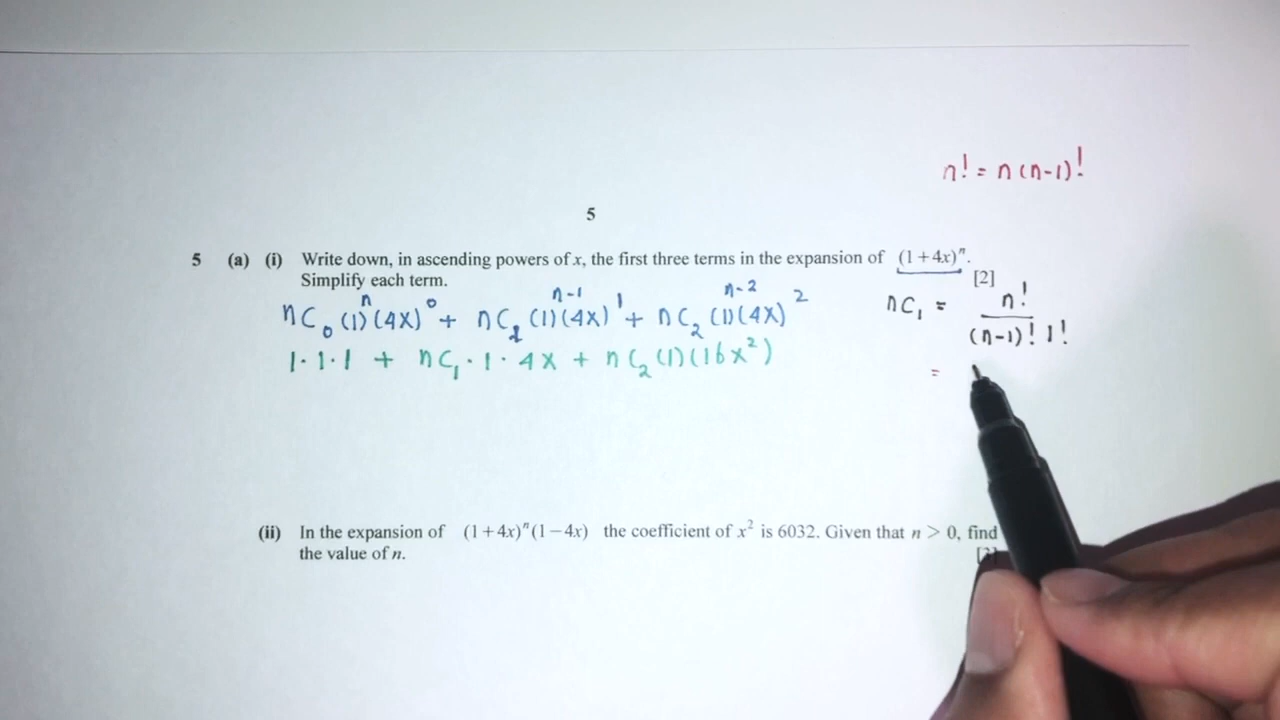 n! = n(n-1)!
5
5 (a) (i) Write down, in ascending powers of x, the first three terms in the expansion of (1+4x)ⁿ.
Simplify each term. [2]
nC₀(1)ⁿ(4x)⁰ + nC₁(1)ⁿ⁻¹(4x)¹ + nC₂(1)ⁿ⁻²(4x)²
nC₁ = n! / (n-1)! 1!
1·1·1 + nC₁·1·4x + nC₂(1)(16x²)
=
(ii) In the expansion of (1+4x)ⁿ(1−4x) the coefficient of x² is 6032. Given that n > 0, find
the value of n.